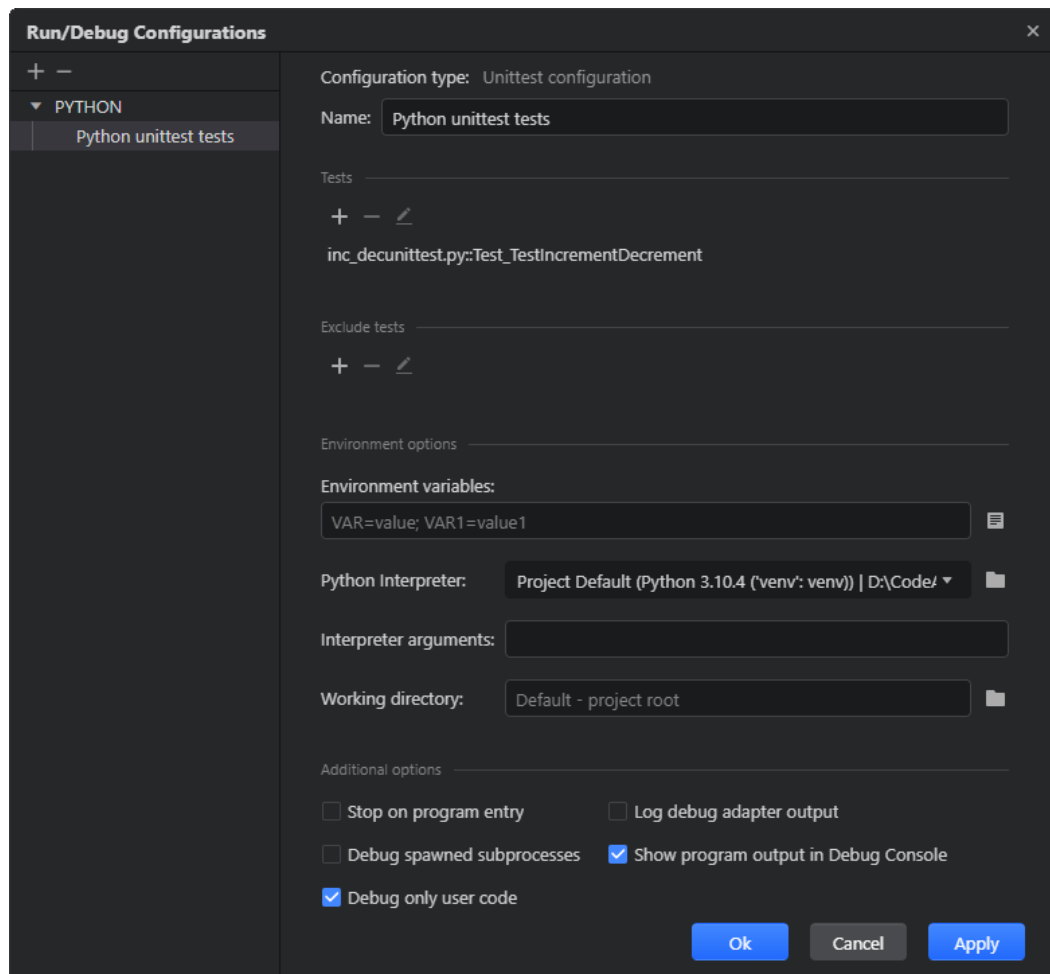 Run/Debug Configurations
PYTHON
Python unittest tests
Configuration type: Unittest configuration
Name: Python unittest tests
Tests
inc_decunittest.py::Test_TestIncrementDecrement
Exclude tests
Environment options
Environment variables:
VAR=value; VAR1=value1
Python Interpreter: Project Default (Python 3.10.4 ('venv': venv)) | D:\Code
Interpreter arguments:
Working directory: Default - project root
Additional options
Stop on program entry
Log debug adapter output
Debug spawned subprocesses
Show program output in Debug Console
Debug only user code
Ok Cancel Apply